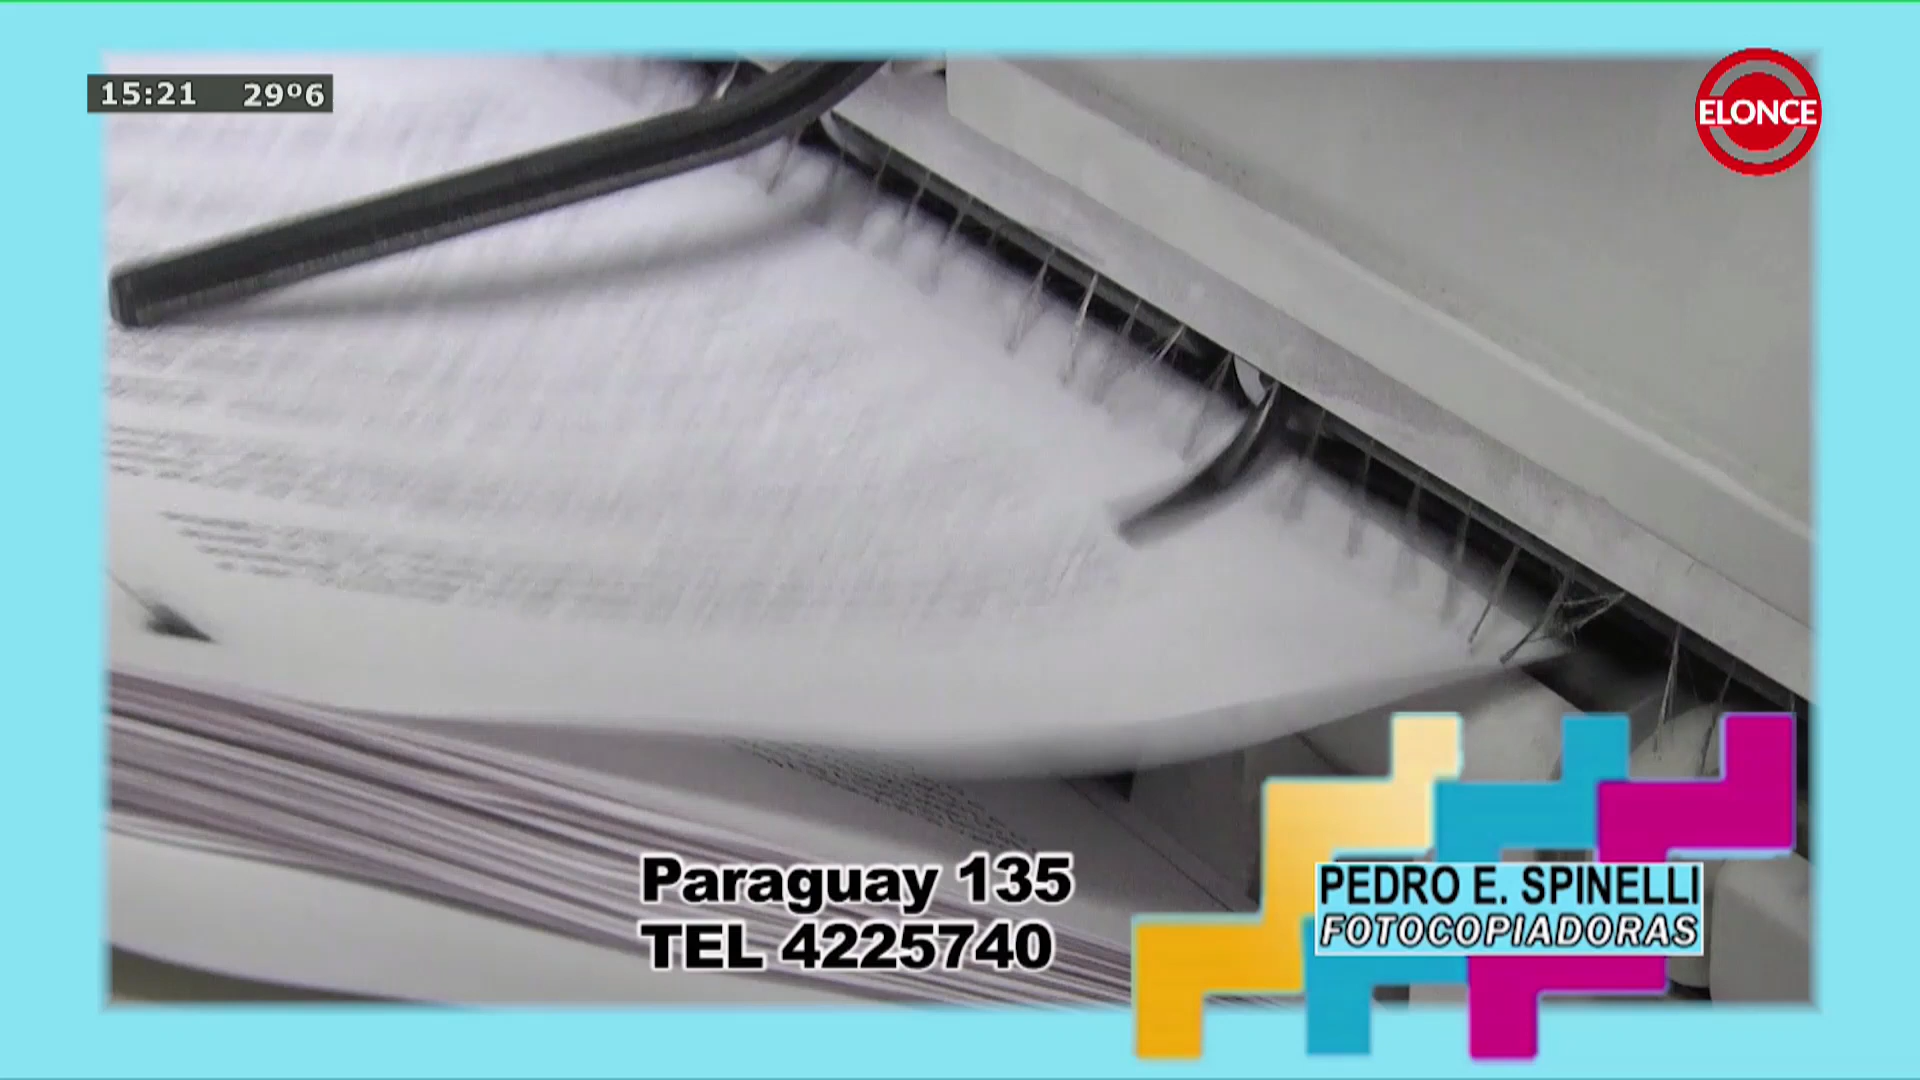 15:21 29º6
ELONCE
Paraguay 135
TEL 4225740
PEDRO E. SPINELLI
FOTOCOPIADORAS